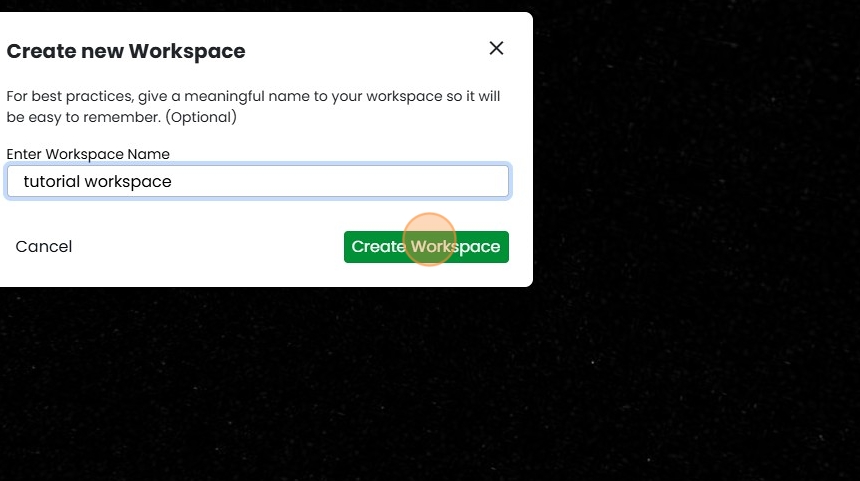 Create new Workspace
For best practices, give a meaningful name to your workspace so it will
be easy to remember. (Optional)
Enter Workspace Name
tutorial workspace
Cancel
Create Workspace